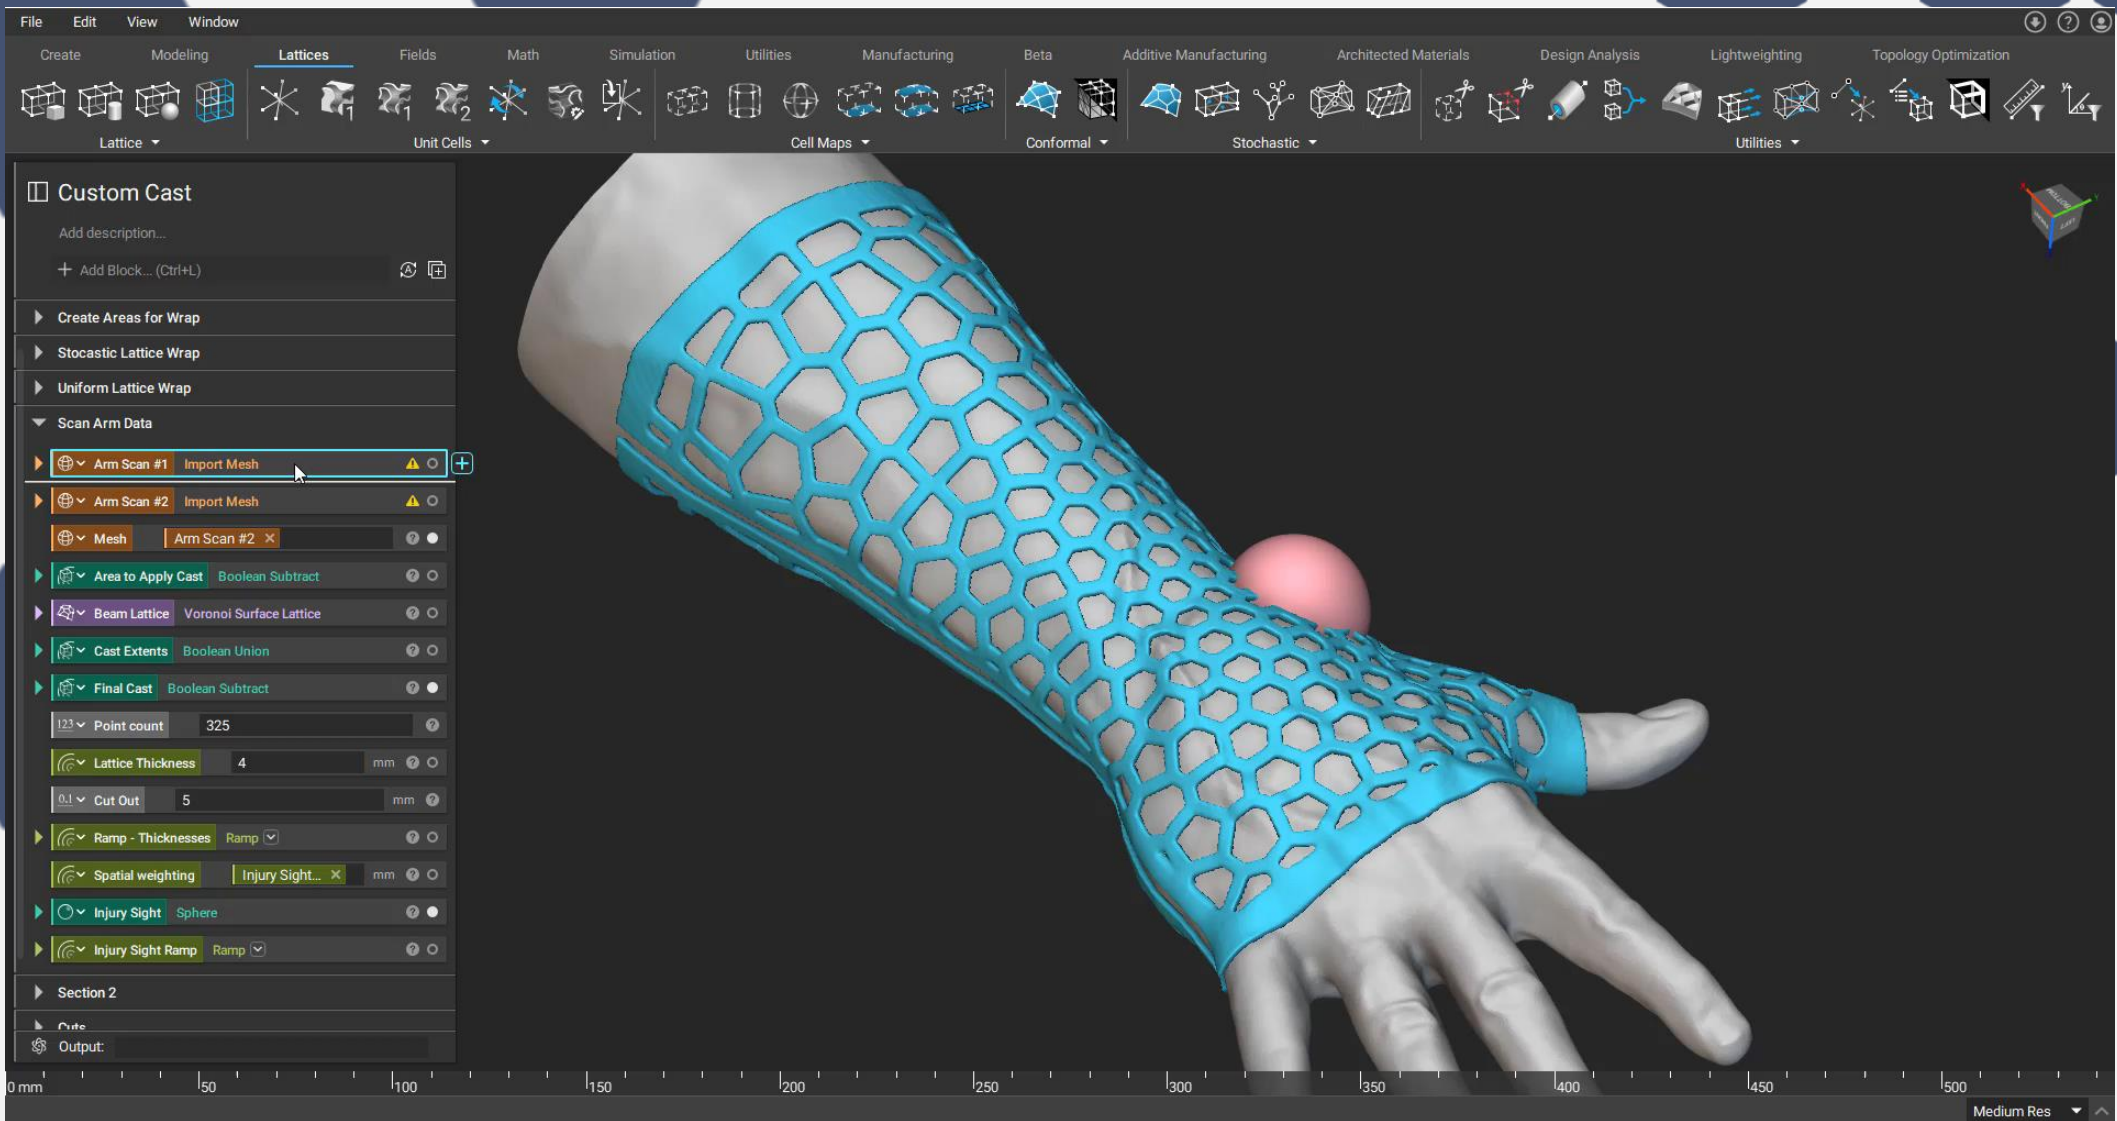 File Edit View Window
Create Modeling Lattices Fields Math Simulation Utilities Manufacturing Beta Additive Manufacturing Architected Materials Design Analysis Lightweighting Topology Optimization
Lattice Unit Cells Cell Maps Conformal Stochastic Utilities
Custom Cast
Add description...
+ Add Block... (Ctrl+L)
Create Areas for Wrap
Stocastic Lattice Wrap
Uniform Lattice Wrap
Scan Arm Data
Arm Scan #1 Import Mesh
Arm Scan #2 Import Mesh
Mesh Arm Scan #2
Area to Apply Cast Boolean Subtract
Beam Lattice Voronoi Surface Lattice
Cast Extents Boolean Union
Final Cast Boolean Subtract
123 Point count 325
Lattice Thickness 4 mm
0.1 Cut Out 5 mm
Ramp - Thicknesses Ramp
Spatial weighting Injury Sight... mm
Injury Sight Sphere
Injury Sight Ramp Ramp
Section 2
Cuts
Output:
0 mm 50 100 150 200 250 300 350 400 450 500
Medium Res